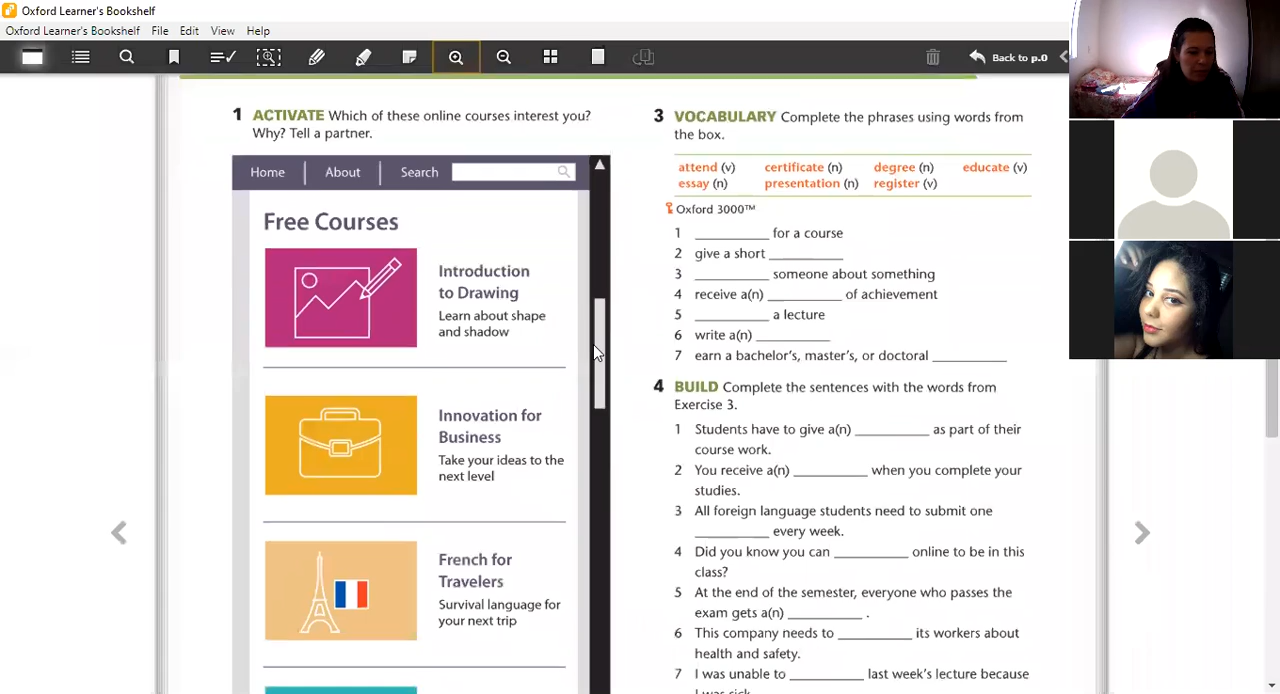 Oxford Learner's Bookshelf
Oxford Learner's Bookshelf File Edit View Help
Back to p.0
1 ACTIVATE Which of these online courses interest you?
Why? Tell a partner.
Home About Search
Free Courses
Introduction
to Drawing
Learn about shape
and shadow
Innovation for
Business
Take your ideas to the
next level
French for
Travelers
Survival language for
your next trip
3 VOCABULARY Complete the phrases using words from
the box.
attend (v) certificate (n) degree (n) educate (v)
essay (n) presentation (n) register (v)
Oxford 3000™
1 __________ for a course
2 give a short __________
3 __________ someone about something
4 receive a(n) __________ of achievement
5 __________ a lecture
6 write a(n) __________
7 earn a bachelor's, master's, or doctoral __________
4 BUILD Complete the sentences with the words from
Exercise 3.
1 Students have to give a(n) __________ as part of their
course work.
2 You receive a(n) __________ when you complete your
studies.
3 All foreign language students need to submit one
__________ every week.
4 Did you know you can __________ online to be in this
class?
5 At the end of the semester, everyone who passes the
exam gets a(n) __________ .
6 This company needs to __________ its workers about
health and safety.
7 I was unable to __________ last week's lecture because
I was sick.